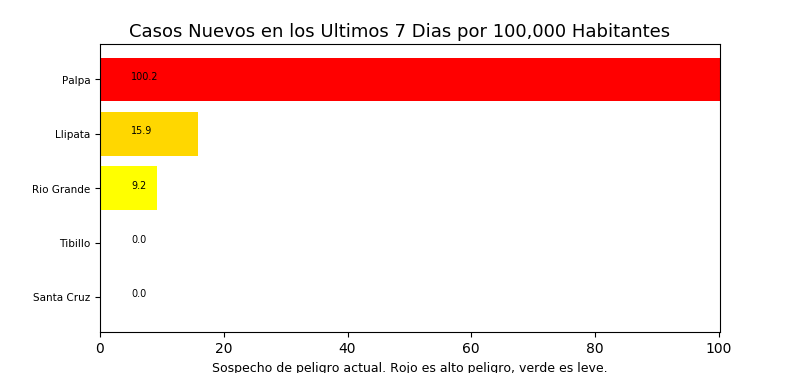 Casos Nuevos en los Ultimos 7 Dias por 100,000 Habitantes
Palpa 100.2
Llipata 15.9
Rio Grande 9.2
Tibillo 0.0
Santa Cruz 0.0
0 20 40 60 80 100
Sospecho de peligro actual. Rojo es alto peligro, verde es leve.